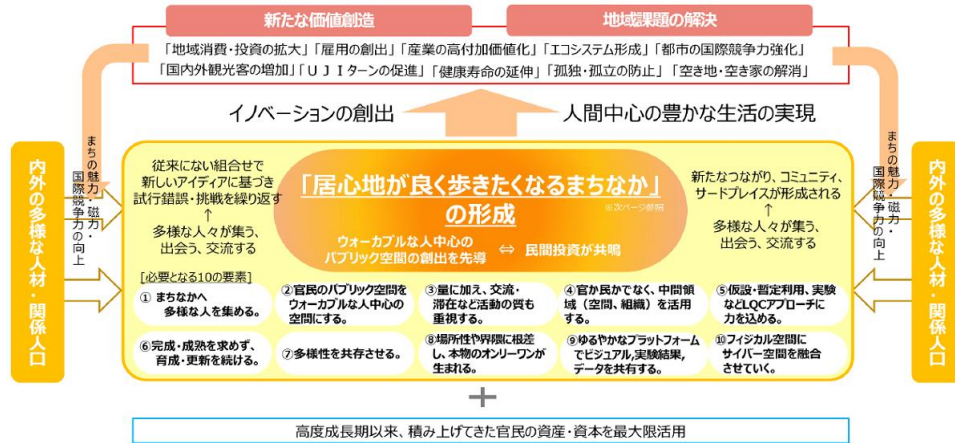 新たな価値創造
地域課題の解決
「地域消費・投資の拡大」「雇用の創出」「産業の高付加価値化」「エコシステム形成」「都市の国際競争力強化」
「国内外観光客の増加」「ＵＪＩターンの促進」「健康寿命の延伸」「孤独・孤立の防止」「空き地・空き家の解消」
イノベーションの創出
人間中心の豊かな生活の実現
内外の多様な人材・関係人口
まちの魅力・磁力・
国際競争力の向上
従来にない組合せで
新しいアイディアに基づき
試行錯誤・挑戦を繰り返す
↑
多様な人々が集う、
出会う、交流する
「居心地が良く歩きたくなるまちなか」
の形成
※次ページ参照
ウォーカブルな人中心の
パブリック空間の創出を先導
⇔
民間投資が共鳴
新たなつながり、コミュニティ、
サードプレイスが形成される
↑
多様な人々が集う、
出会う、交流する
まちの魅力・磁力・
国際競争力の向上
内外の多様な人材・関係人口
[必要となる10の要素]
① まちなかへ
多様な人を集める。
②官民のパブリック空間を
ウォーカブルな人中心の
空間にする。
③量に加え、交流・
滞在など活動の質も
重視する。
④官か民かでなく、中間領
域（空間、組織）を活用
する。
⑤仮設・暫定利用、実験
などLQCアプローチに
力を込める。
⑥完成・成熟を求めず、
育成・更新を続ける。
⑦多様性を共存させる。
⑧場所性や界隈に根差
し、本物のオンリーワンが
生まれる。
⑨ゆるやかなプラットフォーム
でビジュアル,実験結果,
データを共有する。
⑩フィジカル空間に
サイバー空間を融合
させていく。
+
高度成長期以来、積み上げてきた官民の資産・資本を最大限活用